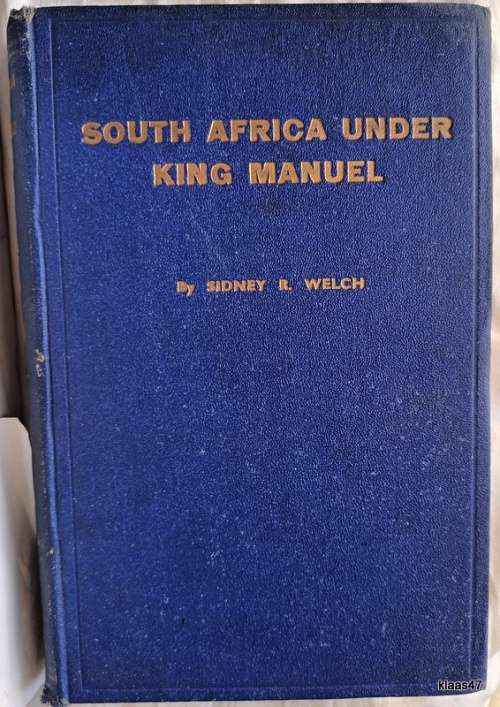 SOUTH AFRICA UNDER
KING MANUEL
By SIDNEY R. WELCH
klaas47